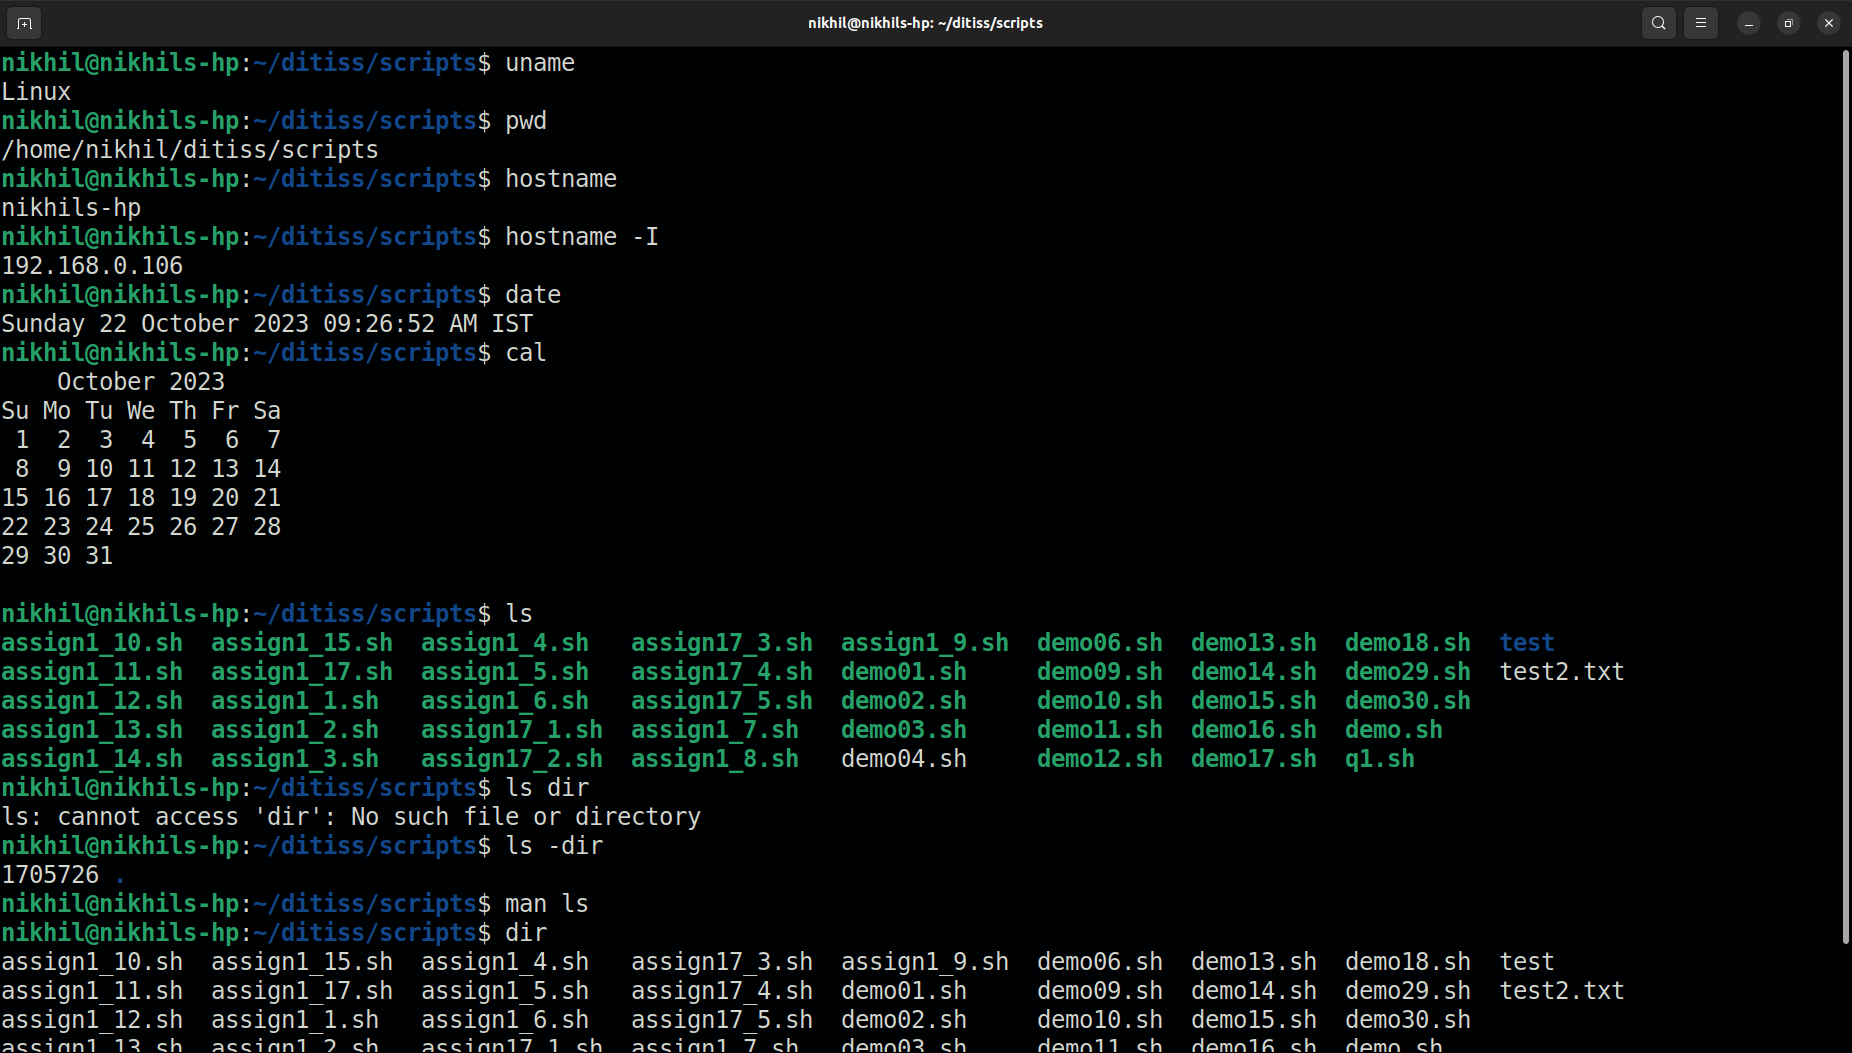 nikhil@nikhils-hp: ~/ditiss/scripts
nikhil@nikhils-hp:~/ditiss/scripts$ uname
Linux
nikhil@nikhils-hp:~/ditiss/scripts$ pwd
/home/nikhil/ditiss/scripts
nikhil@nikhils-hp:~/ditiss/scripts$ hostname
nikhils-hp
nikhil@nikhils-hp:~/ditiss/scripts$ hostname -I
192.168.0.106
nikhil@nikhils-hp:~/ditiss/scripts$ date
Sunday 22 October 2023 09:26:52 AM IST
nikhil@nikhils-hp:~/ditiss/scripts$ cal
    October 2023
Su Mo Tu We Th Fr Sa
 1  2  3  4  5  6  7
 8  9 10 11 12 13 14
15 16 17 18 19 20 21
22 23 24 25 26 27 28
29 30 31
nikhil@nikhils-hp:~/ditiss/scripts$ ls
assign1_10.sh  assign1_15.sh  assign1_4.sh   assign17_3.sh  assign1_9.sh  demo06.sh  demo13.sh  demo18.sh  test
assign1_11.sh  assign1_17.sh  assign1_5.sh   assign17_4.sh  demo01.sh     demo09.sh  demo14.sh  demo29.sh  test2.txt
assign1_12.sh  assign1_1.sh   assign1_6.sh   assign17_5.sh  demo02.sh     demo10.sh  demo15.sh  demo30.sh
assign1_13.sh  assign1_2.sh   assign17_1.sh  assign1_7.sh   demo03.sh     demo11.sh  demo16.sh  demo.sh
assign1_14.sh  assign1_3.sh   assign17_2.sh  assign1_8.sh   demo04.sh     demo12.sh  demo17.sh  q1.sh
nikhil@nikhils-hp:~/ditiss/scripts$ ls dir
ls: cannot access 'dir': No such file or directory
nikhil@nikhils-hp:~/ditiss/scripts$ ls -dir
1705726 .
nikhil@nikhils-hp:~/ditiss/scripts$ man ls
nikhil@nikhils-hp:~/ditiss/scripts$ dir
assign1_10.sh  assign1_15.sh  assign1_4.sh   assign17_3.sh  assign1_9.sh  demo06.sh  demo13.sh  demo18.sh  test
assign1_11.sh  assign1_17.sh  assign1_5.sh   assign17_4.sh  demo01.sh     demo09.sh  demo14.sh  demo29.sh  test2.txt
assign1_12.sh  assign1_1.sh   assign1_6.sh   assign17_5.sh  demo02.sh     demo10.sh  demo15.sh  demo30.sh
assign1_13.sh  assign1_2.sh   assign17_1.sh  assign1_7.sh   demo03.sh     demo11.sh  demo16.sh  demo.sh